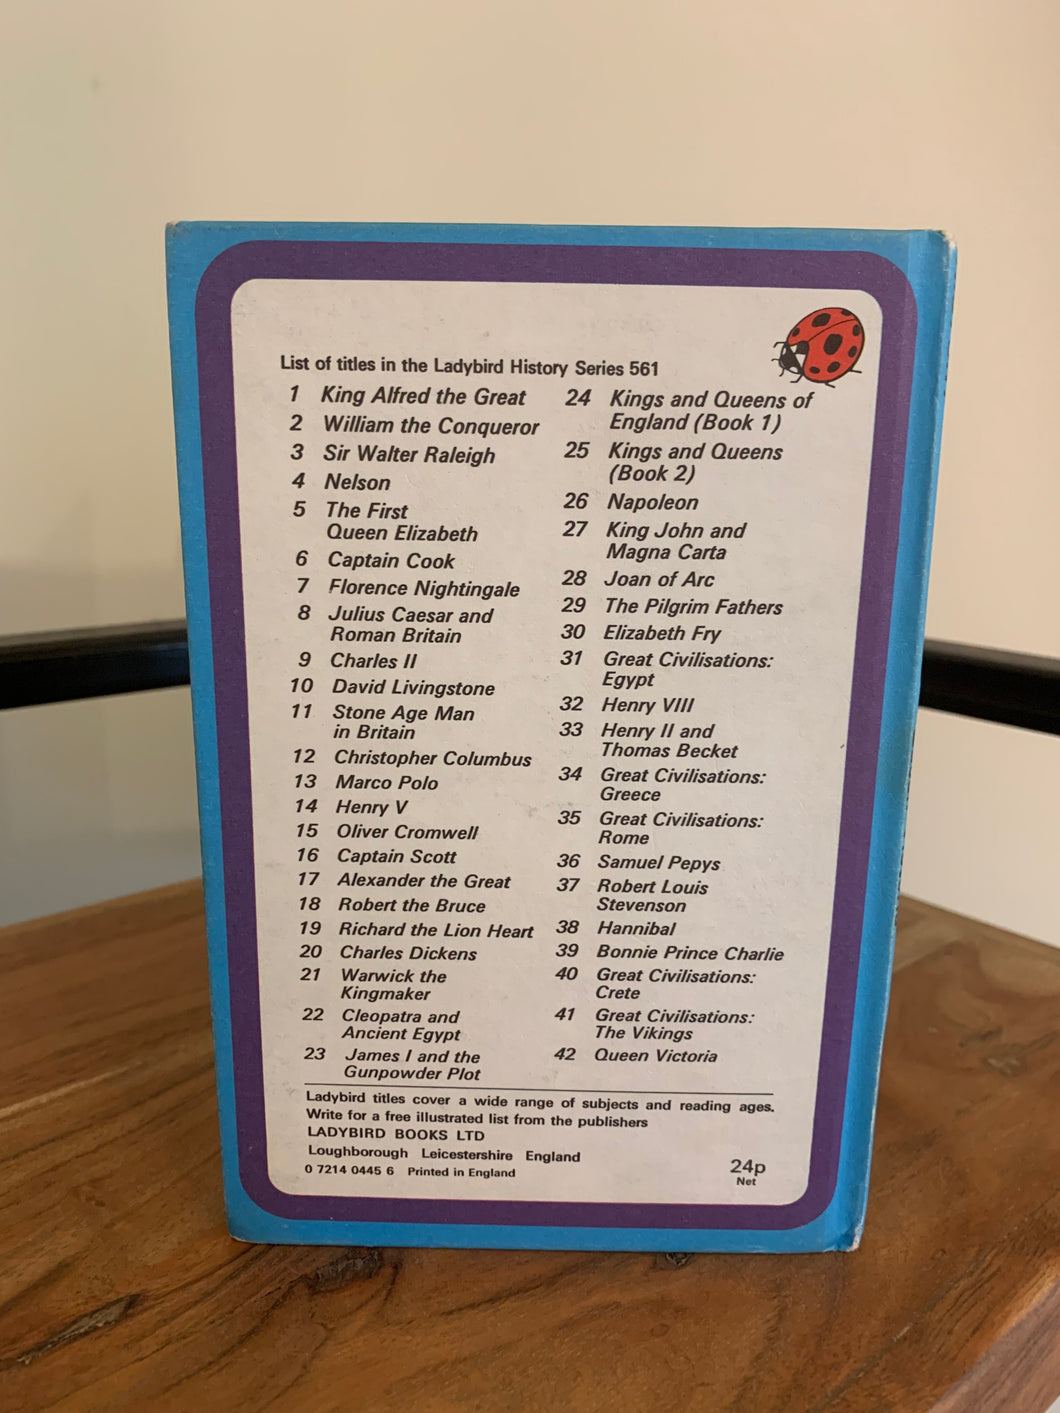 List of titles in the Ladybird History Series 561
1 King Alfred the Great
2 William the Conqueror
3 Sir Walter Raleigh
4 Nelson
5 The First
Queen Elizabeth
6 Captain Cook
7 Florence Nightingale
8 Julius Caesar and
Roman Britain
9 Charles II
10 David Livingstone
11 Stone Age Man
in Britain
12 Christopher Columbus
13 Marco Polo
14 Henry V
15 Oliver Cromwell
16 Captain Scott
17 Alexander the Great
18 Robert the Bruce
19 Richard the Lion Heart
20 Charles Dickens
21 Warwick the
Kingmaker
22 Cleopatra and
Ancient Egypt
23 James I and the
Gunpowder Plot
24 Kings and Queens of
England (Book 1)
25 Kings and Queens
(Book 2)
26 Napoleon
27 King John and
Magna Carta
28 Joan of Arc
29 The Pilgrim Fathers
30 Elizabeth Fry
31 Great Civilisations:
Egypt
32 Henry VIII
33 Henry II and
Thomas Becket
34 Great Civilisations:
Greece
35 Great Civilisations:
Rome
36 Samuel Pepys
37 Robert Louis
Stevenson
38 Hannibal
39 Bonnie Prince Charlie
40 Great Civilisations:
Crete
41 Great Civilisations:
The Vikings
42 Queen Victoria
Ladybird titles cover a wide range of subjects and reading ages.
Write for a free illustrated list from the publishers
LADYBIRD BOOKS LTD
Loughborough Leicestershire England
0 7214 0445 6 Printed in England
24p
Net